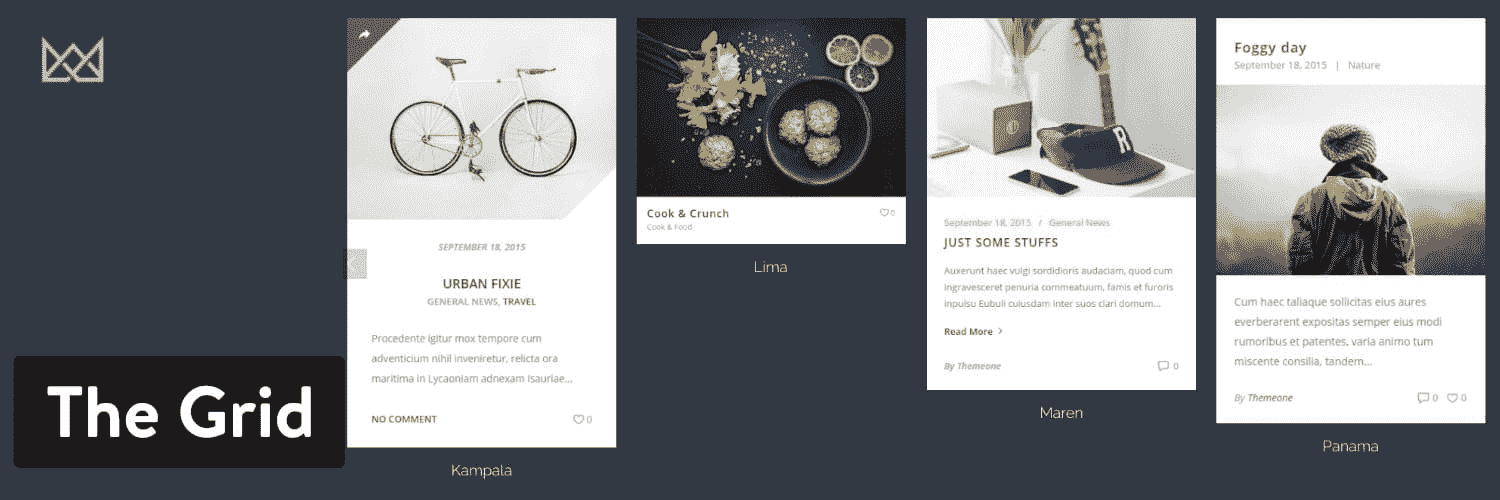 The Grid
SEPTEMBER 18, 2015
URBAN FIXIE
GENERAL NEWS, TRAVEL
Procedente igitur mox tempore cum
adventicium nihil inveniretur, relicta ora
maritima in Lycaoniam adnexam Isauriae...
NO COMMENT
0
Kampala
Cook & Crunch
0
Cook & Food
Lima
R
September 18, 2015 / General News
JUST SOME STUFFS
Auxerunt haec vulgi sordidioris audaciam, quod cum
ingravesceret penuria commeatuum, famis et furoris
inpulsu Eubuli cuiusdam inter suos clari domum...
Read More
By Themeone
0
Maren
Foggy day
September 18, 2015 | Nature
Cum haec taliaque sollicitas eius aures
everberarent expositas semper eius modi
rumoribus et patentes, varia animo tum
miscente consilia, tandem...
By Themeone
0 0
Panama